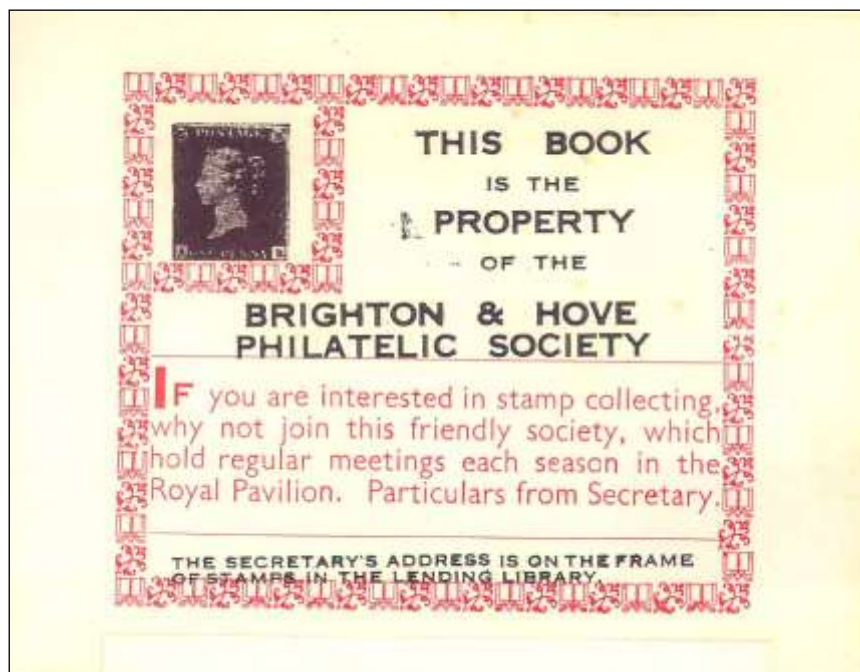 POSTAGE
THIS BOOK
IS THE
PROPERTY
OF THE
BRIGHTON & HOVE
PHILATELIC SOCIETY
IF you are interested in stamp collecting,
why not join this friendly society, which
hold regular meetings each season in the
Royal Pavilion. Particulars from Secretary.
THE SECRETARY'S ADDRESS IS ON THE FRAME
OF STAMPS IN THE LENDING LIBRARY.